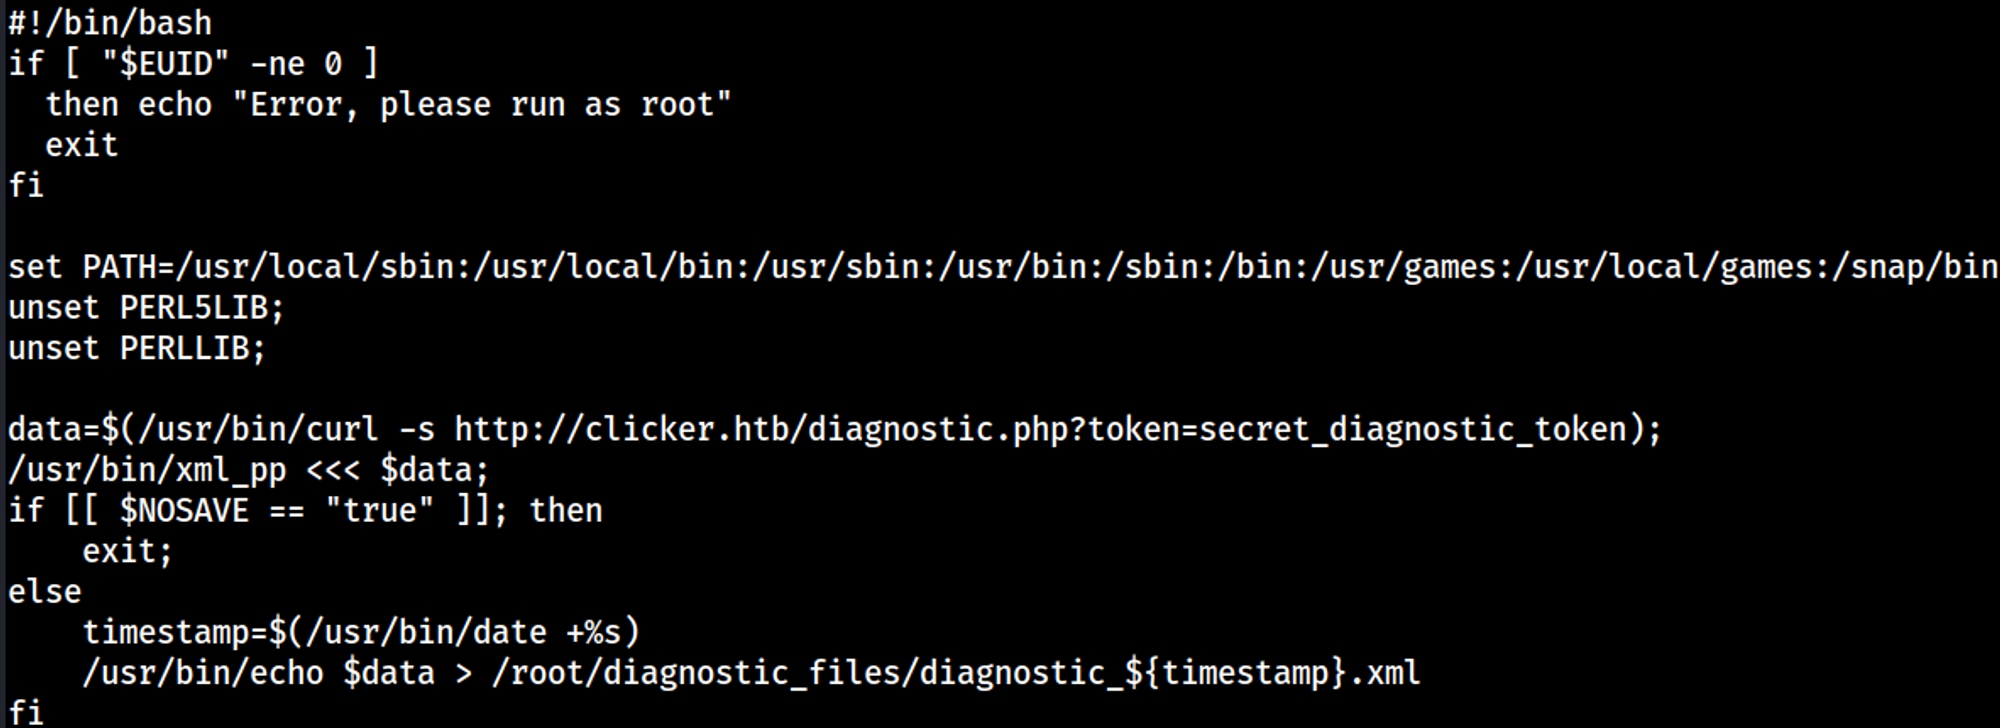 #!/bin/bash
if [ "$EUID" -ne 0 ]
  then echo "Error, please run as root"
  exit
fi

set PATH=/usr/local/sbin:/usr/local/bin:/usr/sbin:/usr/bin:/sbin:/bin:/usr/games:/usr/local/games:/snap/bin
unset PERL5LIB;
unset PERLLIB;

data=$(/usr/bin/curl -s http://clicker.htb/diagnostic.php?token=secret_diagnostic_token);
/usr/bin/xml_pp <<< $data;
if [[ $NOSAVE == "true" ]]; then
    exit;
else
    timestamp=$(/usr/bin/date +%s)
    /usr/bin/echo $data > /root/diagnostic_files/diagnostic_${timestamp}.xml
fi